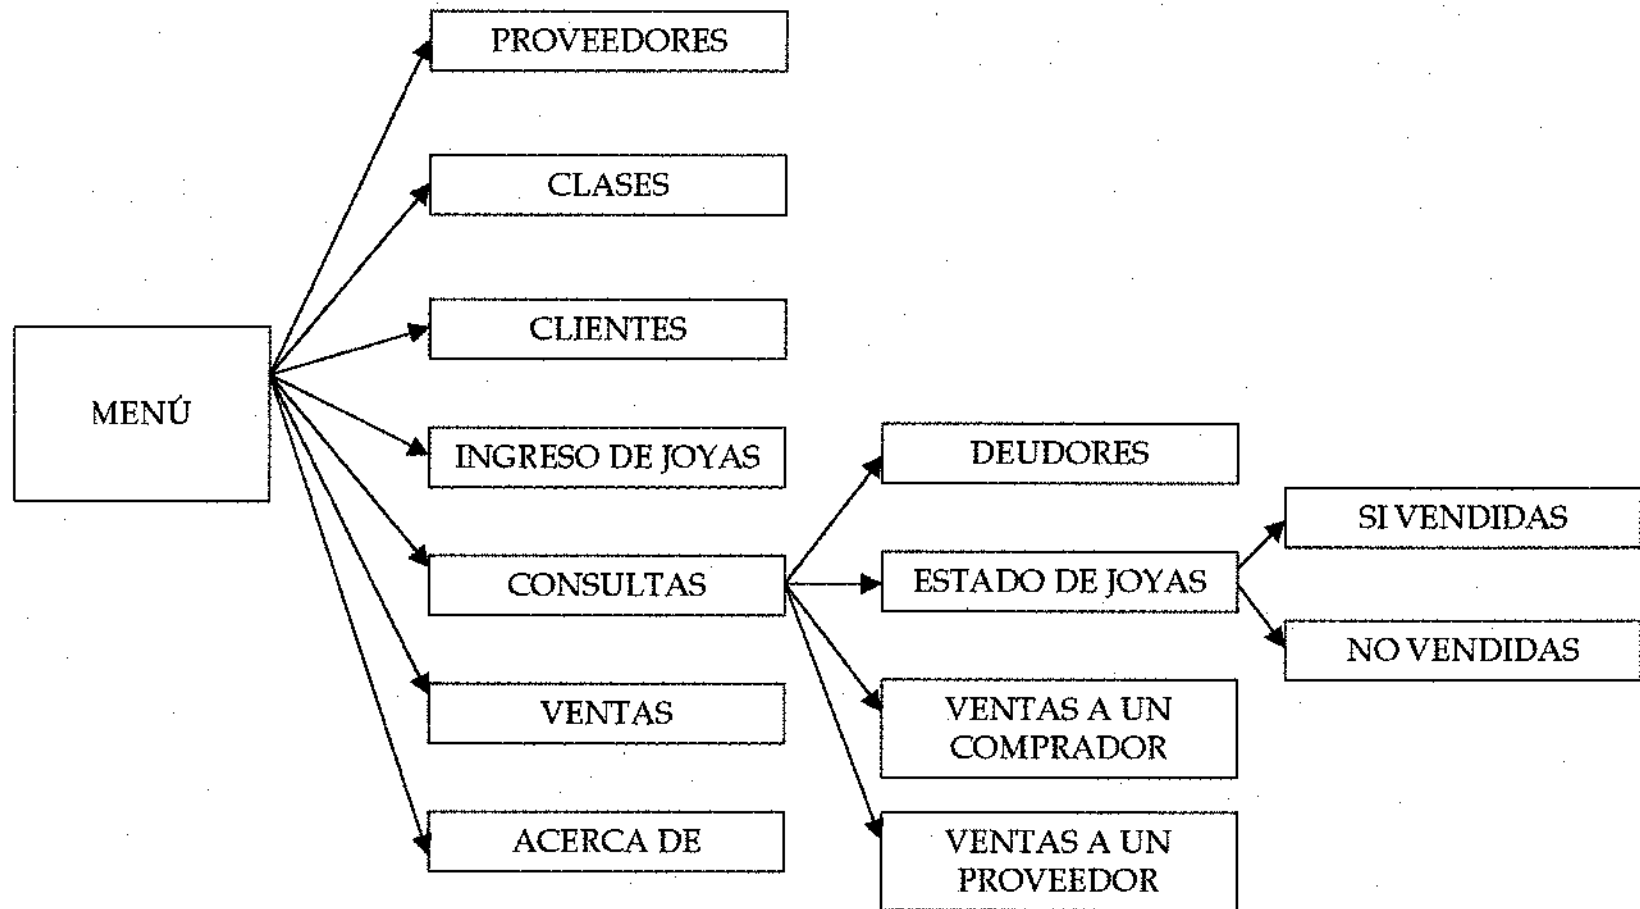 PROVEEDORES
CLASES
CLIENTES
MENÚ
INGRESO DE JOYAS
CONSULTAS
VENTAS
ACERCA DE
DEUDORES
ESTADO DE JOYAS
VENTAS A UN
COMPRADOR
VENTAS A UN
PROVEEDOR
SI VENDIDAS
NO VENDIDAS